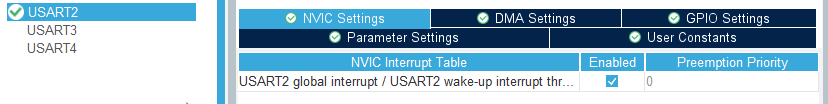 USART2
USART3
USART4
NVIC Settings
DMA Settings
GPIO Settings
Parameter Settings
User Constants
NVIC Interrupt Table
Enabled
Preemption Priority
USART2 global interrupt / USART2 wake-up interrupt thr...
0